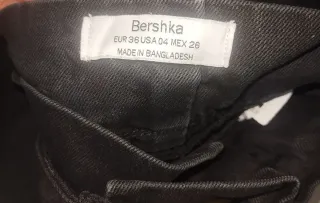 Bershka
EUR 36 USA 04 MEX 26
MADE IN BANGLADESH